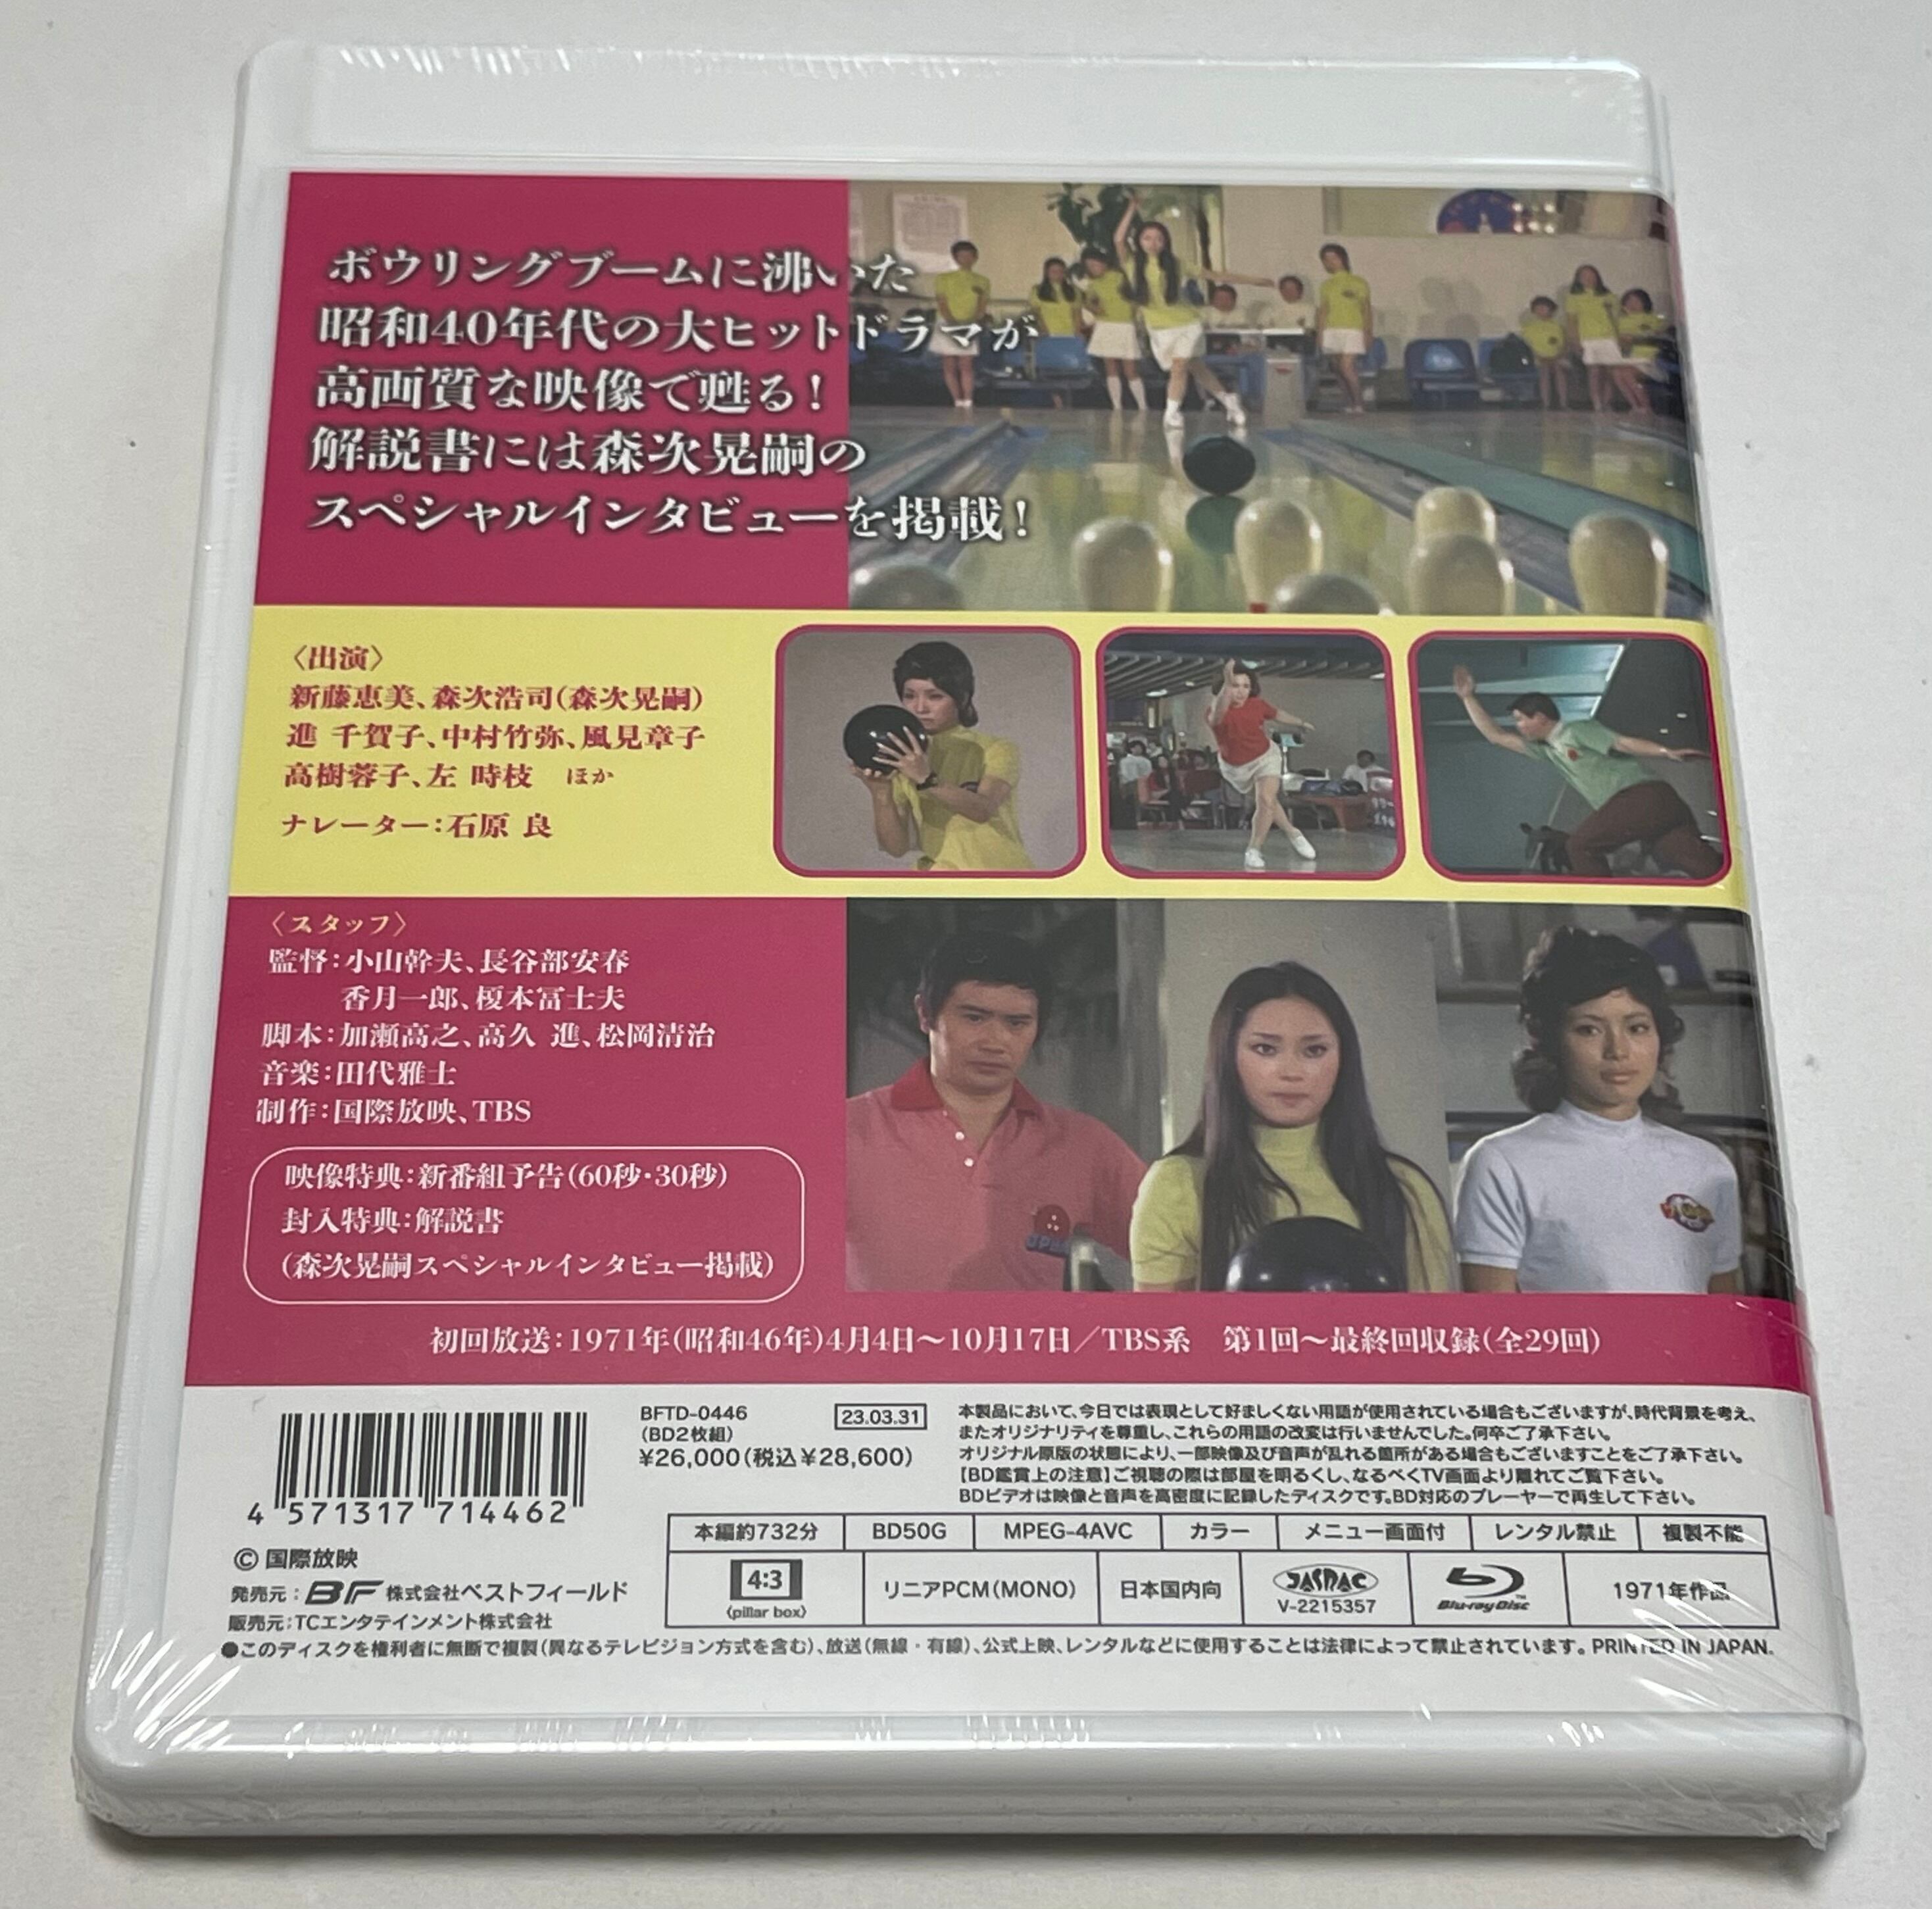 ボウリングブームに沸いた
昭和40年代の大ヒットドラマが
高画質な映像で甦る！
解説書には森次晃嗣の
スペシャルインタビューを掲載！
〈出演〉
新藤恵美、森次浩司(森次晃嗣)
進 千賀子、中村竹弥、風見章子
高樹蓉子、左 時枝　ほか
ナレーター：石原 良
〈スタッフ〉
監督：小山幹夫、長谷部安春
香月一郎、榎本冨士夫
脚本：加瀬高之、高久 進、松岡清治
音楽：田代雅士
制作：国際放映、TBS
映像特典：新番組予告(60秒・30秒)
封入特典：解説書
(森次晃嗣スペシャルインタビュー掲載)
初回放送：1971年(昭和46年)4月4日〜10月17日／TBS系　第1回〜最終回収録(全29回)
BFTD-0446
23.03.31
(BD2枚組)
¥26,000(税込¥28,600)
本製品において、今日では表現として好ましくない用語が使用されている場合もございますが、時代背景を考え、
またオリジナリティを尊重し、これらの用語の改変は行いませんでした。何卒ご了承下さい。
オリジナル原版の状態により、一部映像及び音声が乱れる箇所がある場合もございますことをご了承下さい。
【BD鑑賞上の注意】ご視聴の際は部屋を明るくし、なるべくTV画面より離れてご覧下さい。
BDビデオは映像と音声を高密度に記録したディスクです。BD対応のプレーヤーで再生して下さい。
4 571317 714462
© 国際放映
発売元：BF 株式会社ベストフィールド
販売元：TCエンタテインメント株式会社
本編約732分 BD50G MPEG-4AVC カラー メニュー画面付 レンタル禁止 複製不能
4:3 リニアPCM(MONO) 日本国内向 JASRAC Blu-ray Disc 1971年作品
(pillar box) V-2215357
●このディスクを権利者に無断で複製(異なるテレビジョン方式を含む)、放送(無線・有線)、公式上映、レンタルなどに使用することは法律によって禁止されています。PRINTED IN JAPAN.